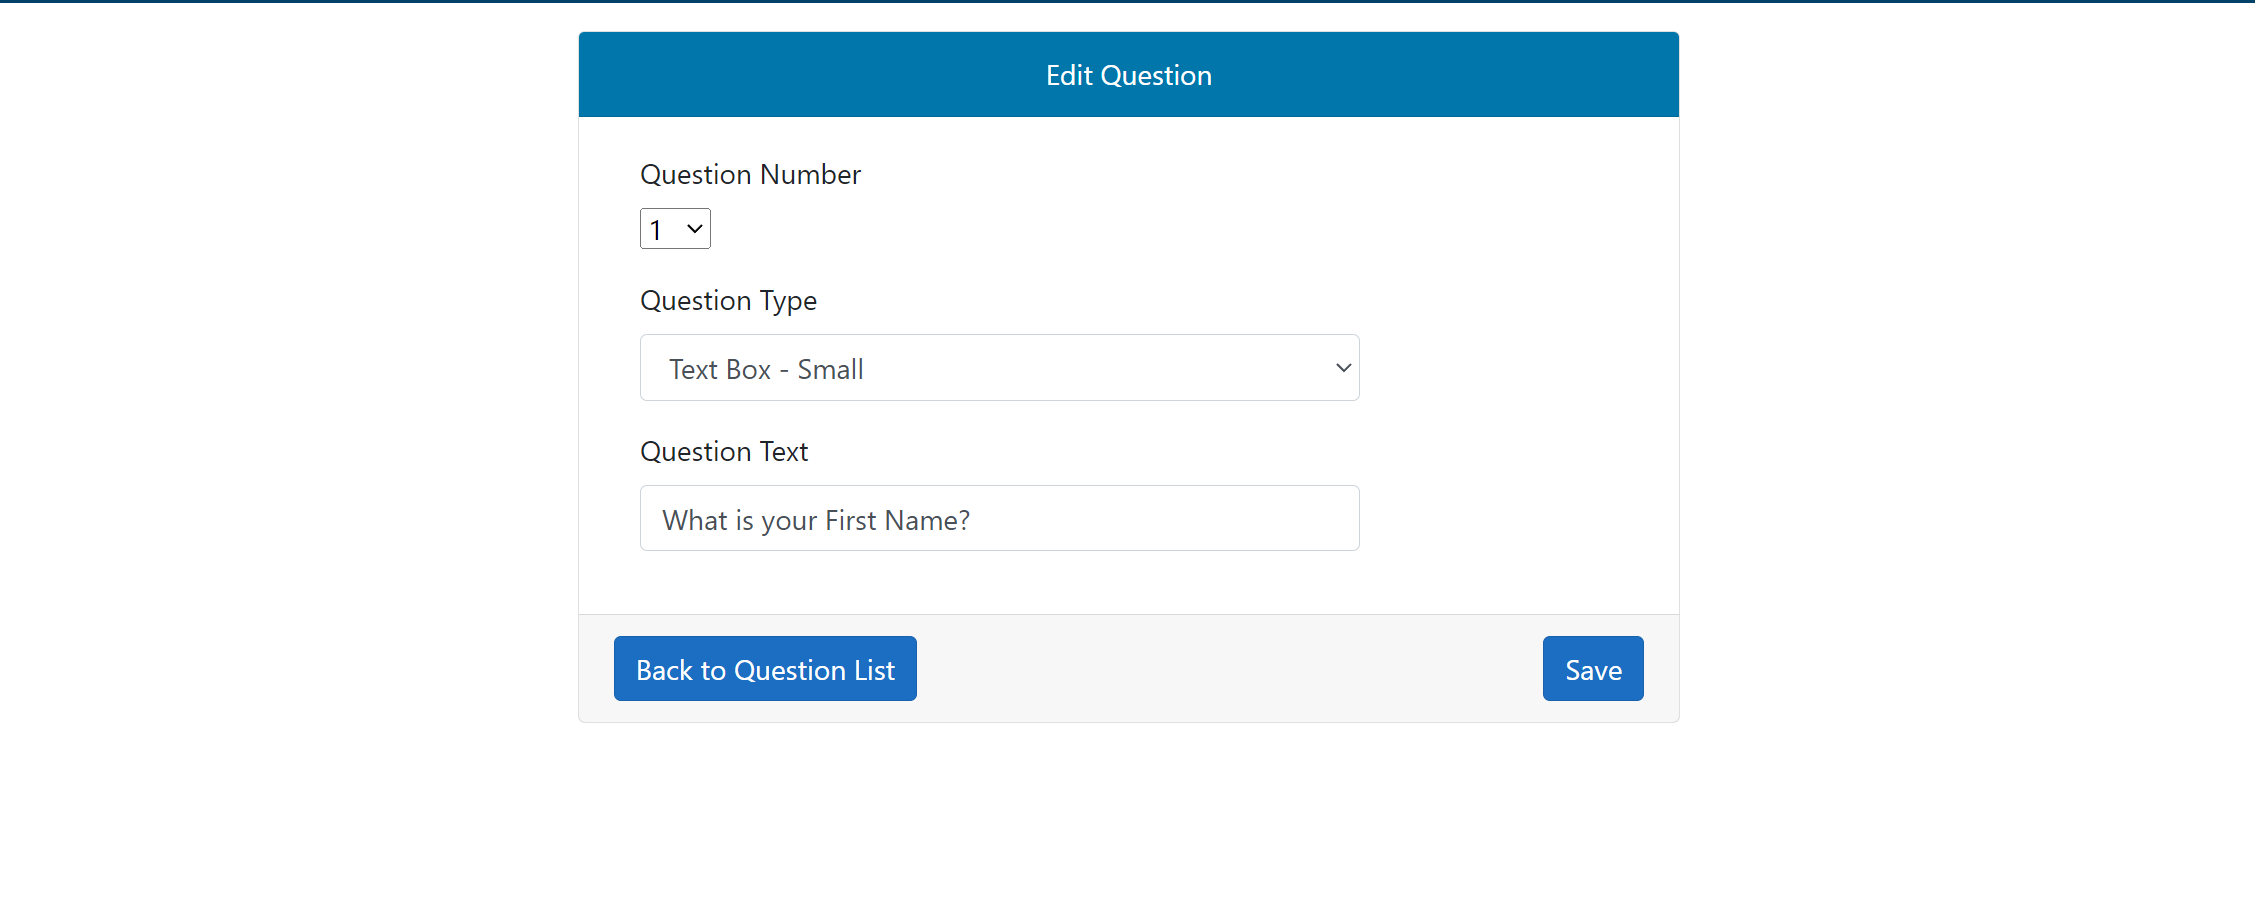 Edit Question
Question Number
1
Question Type
Text Box - Small
Question Text
What is your First Name?
Back to Question List
Save